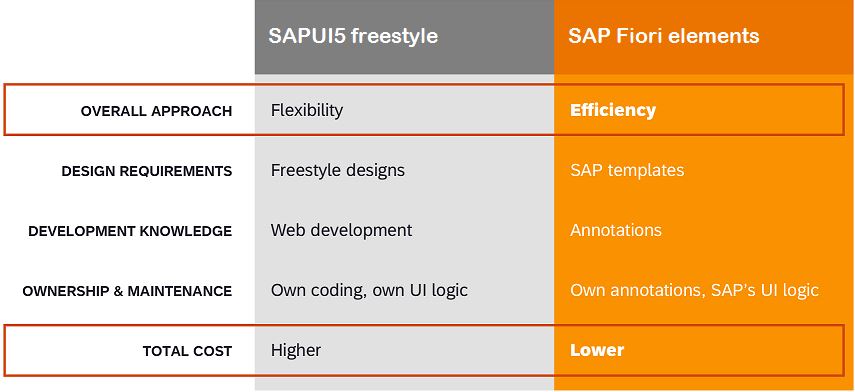 SAPUI5 freestyle SAP Fiori elements
OVERALL APPROACH Flexibility Efficiency
DESIGN REQUIREMENTS Freestyle designs SAP templates
DEVELOPMENT KNOWLEDGE Web development Annotations
OWNERSHIP & MAINTENANCE Own coding, own UI logic Own annotations, SAP's UI logic
TOTAL COST Higher Lower